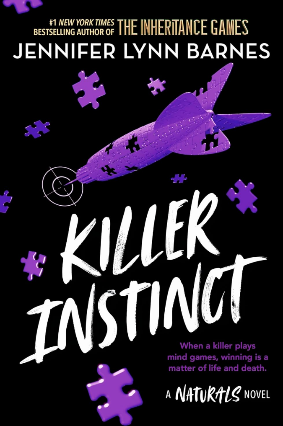 #1 NEW YORK TIMES
BESTSELLING AUTHOR OF THE INHERITANCE GAMES
JENNIFER LYNN BARNES
KILLER
INSTINCT
When a killer plays
mind games, winning is a
matter of life and death.
A NATURALS NOVEL